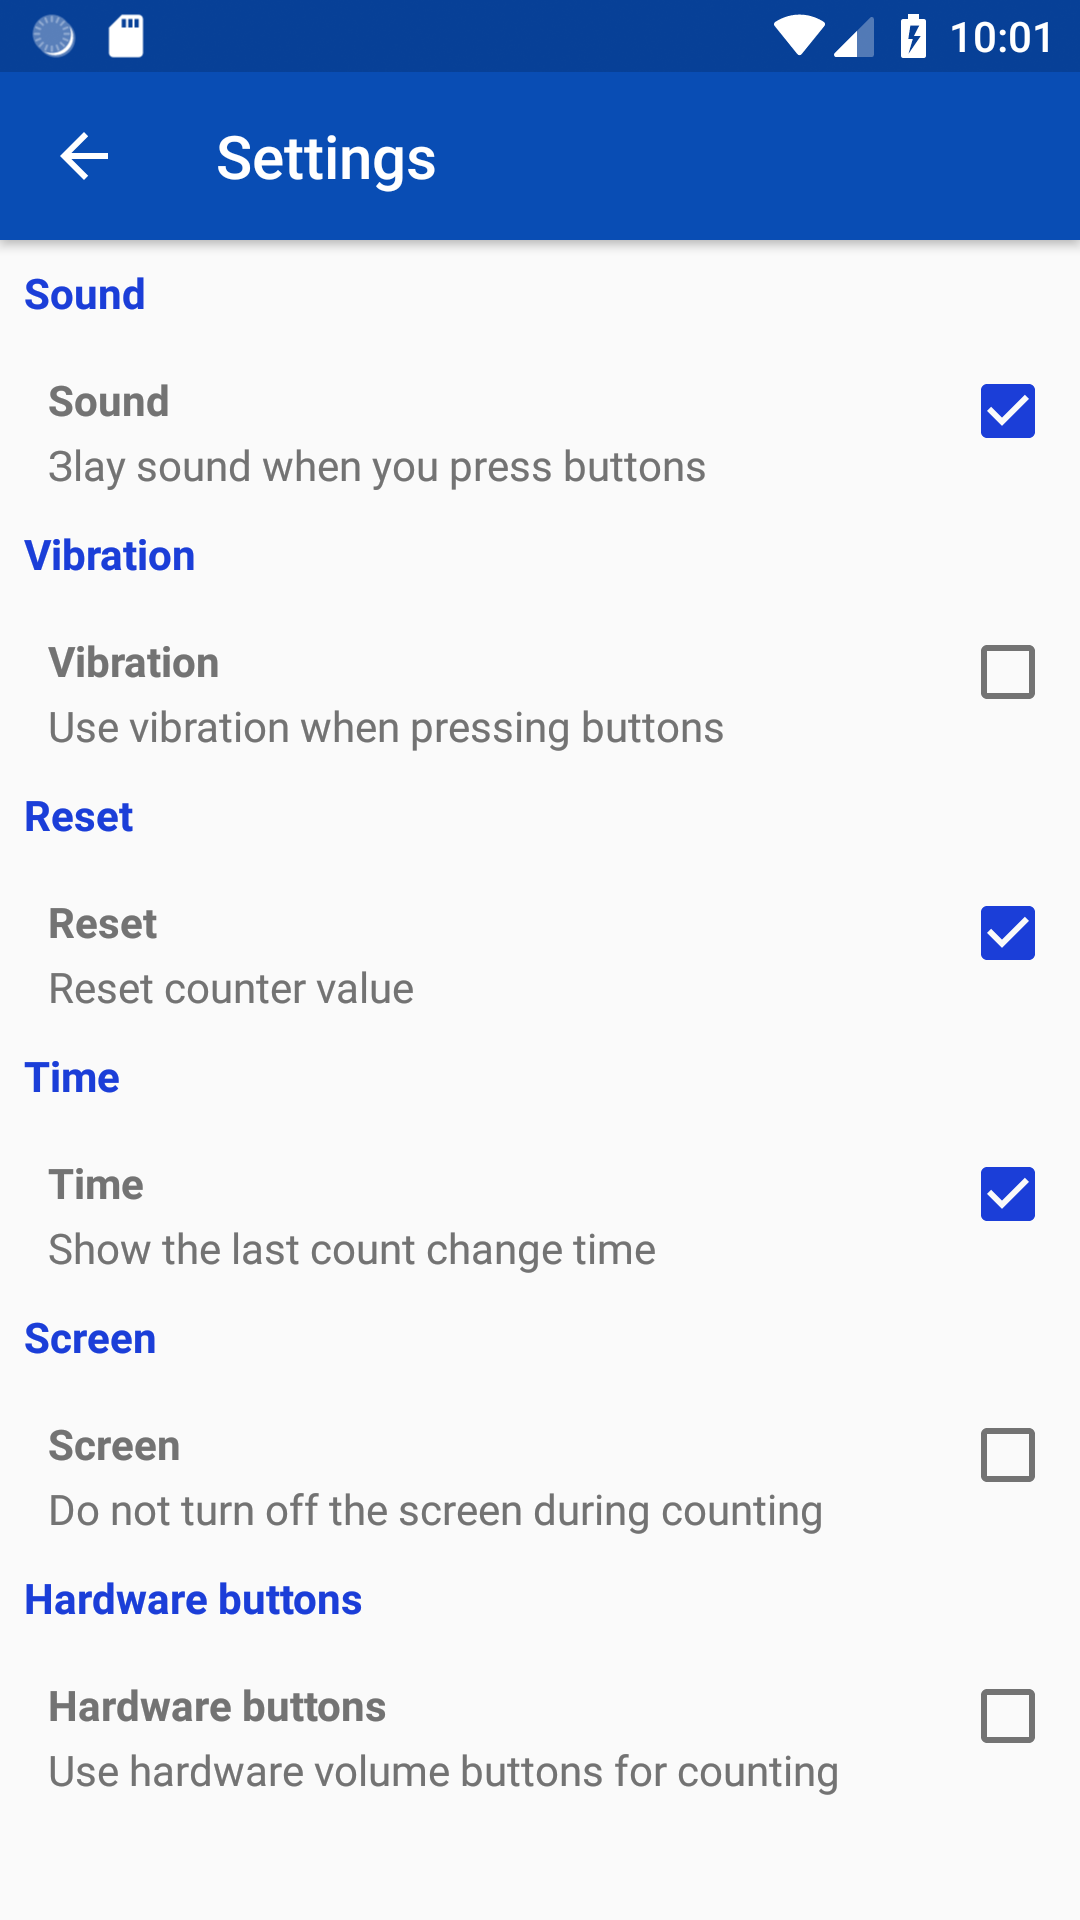 10:01
Settings
Sound
Sound
3lay sound when you press buttons
Vibration
Vibration
Use vibration when pressing buttons
Reset
Reset
Reset counter value
Time
Time
Show the last count change time
Screen
Screen
Do not turn off the screen during counting
Hardware buttons
Hardware buttons
Use hardware volume buttons for counting